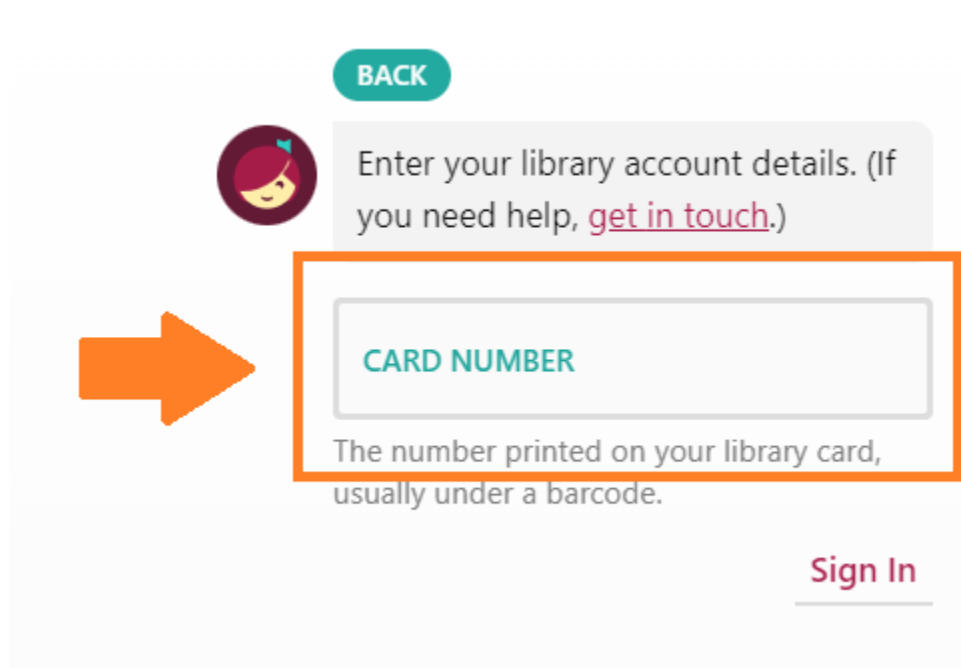 BACK
Enter your library account details. (If
you need help, get in touch.)
CARD NUMBER
The number printed on your library card,
usually under a barcode.
Sign In